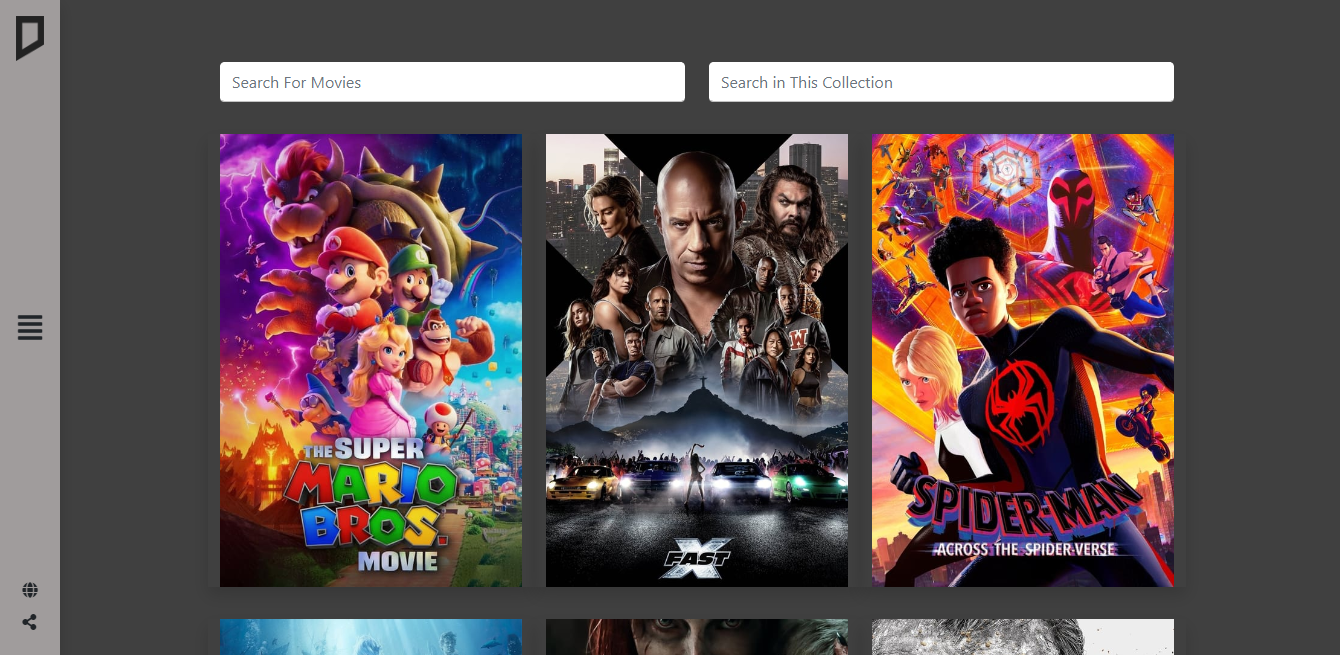 Search For Movies
Search in This Collection
THE SUPER
MARIO
BROS.
MOVIE
FAST
X
SPIDER-MAN
ACROSS THE SPIDER-VERSE
W